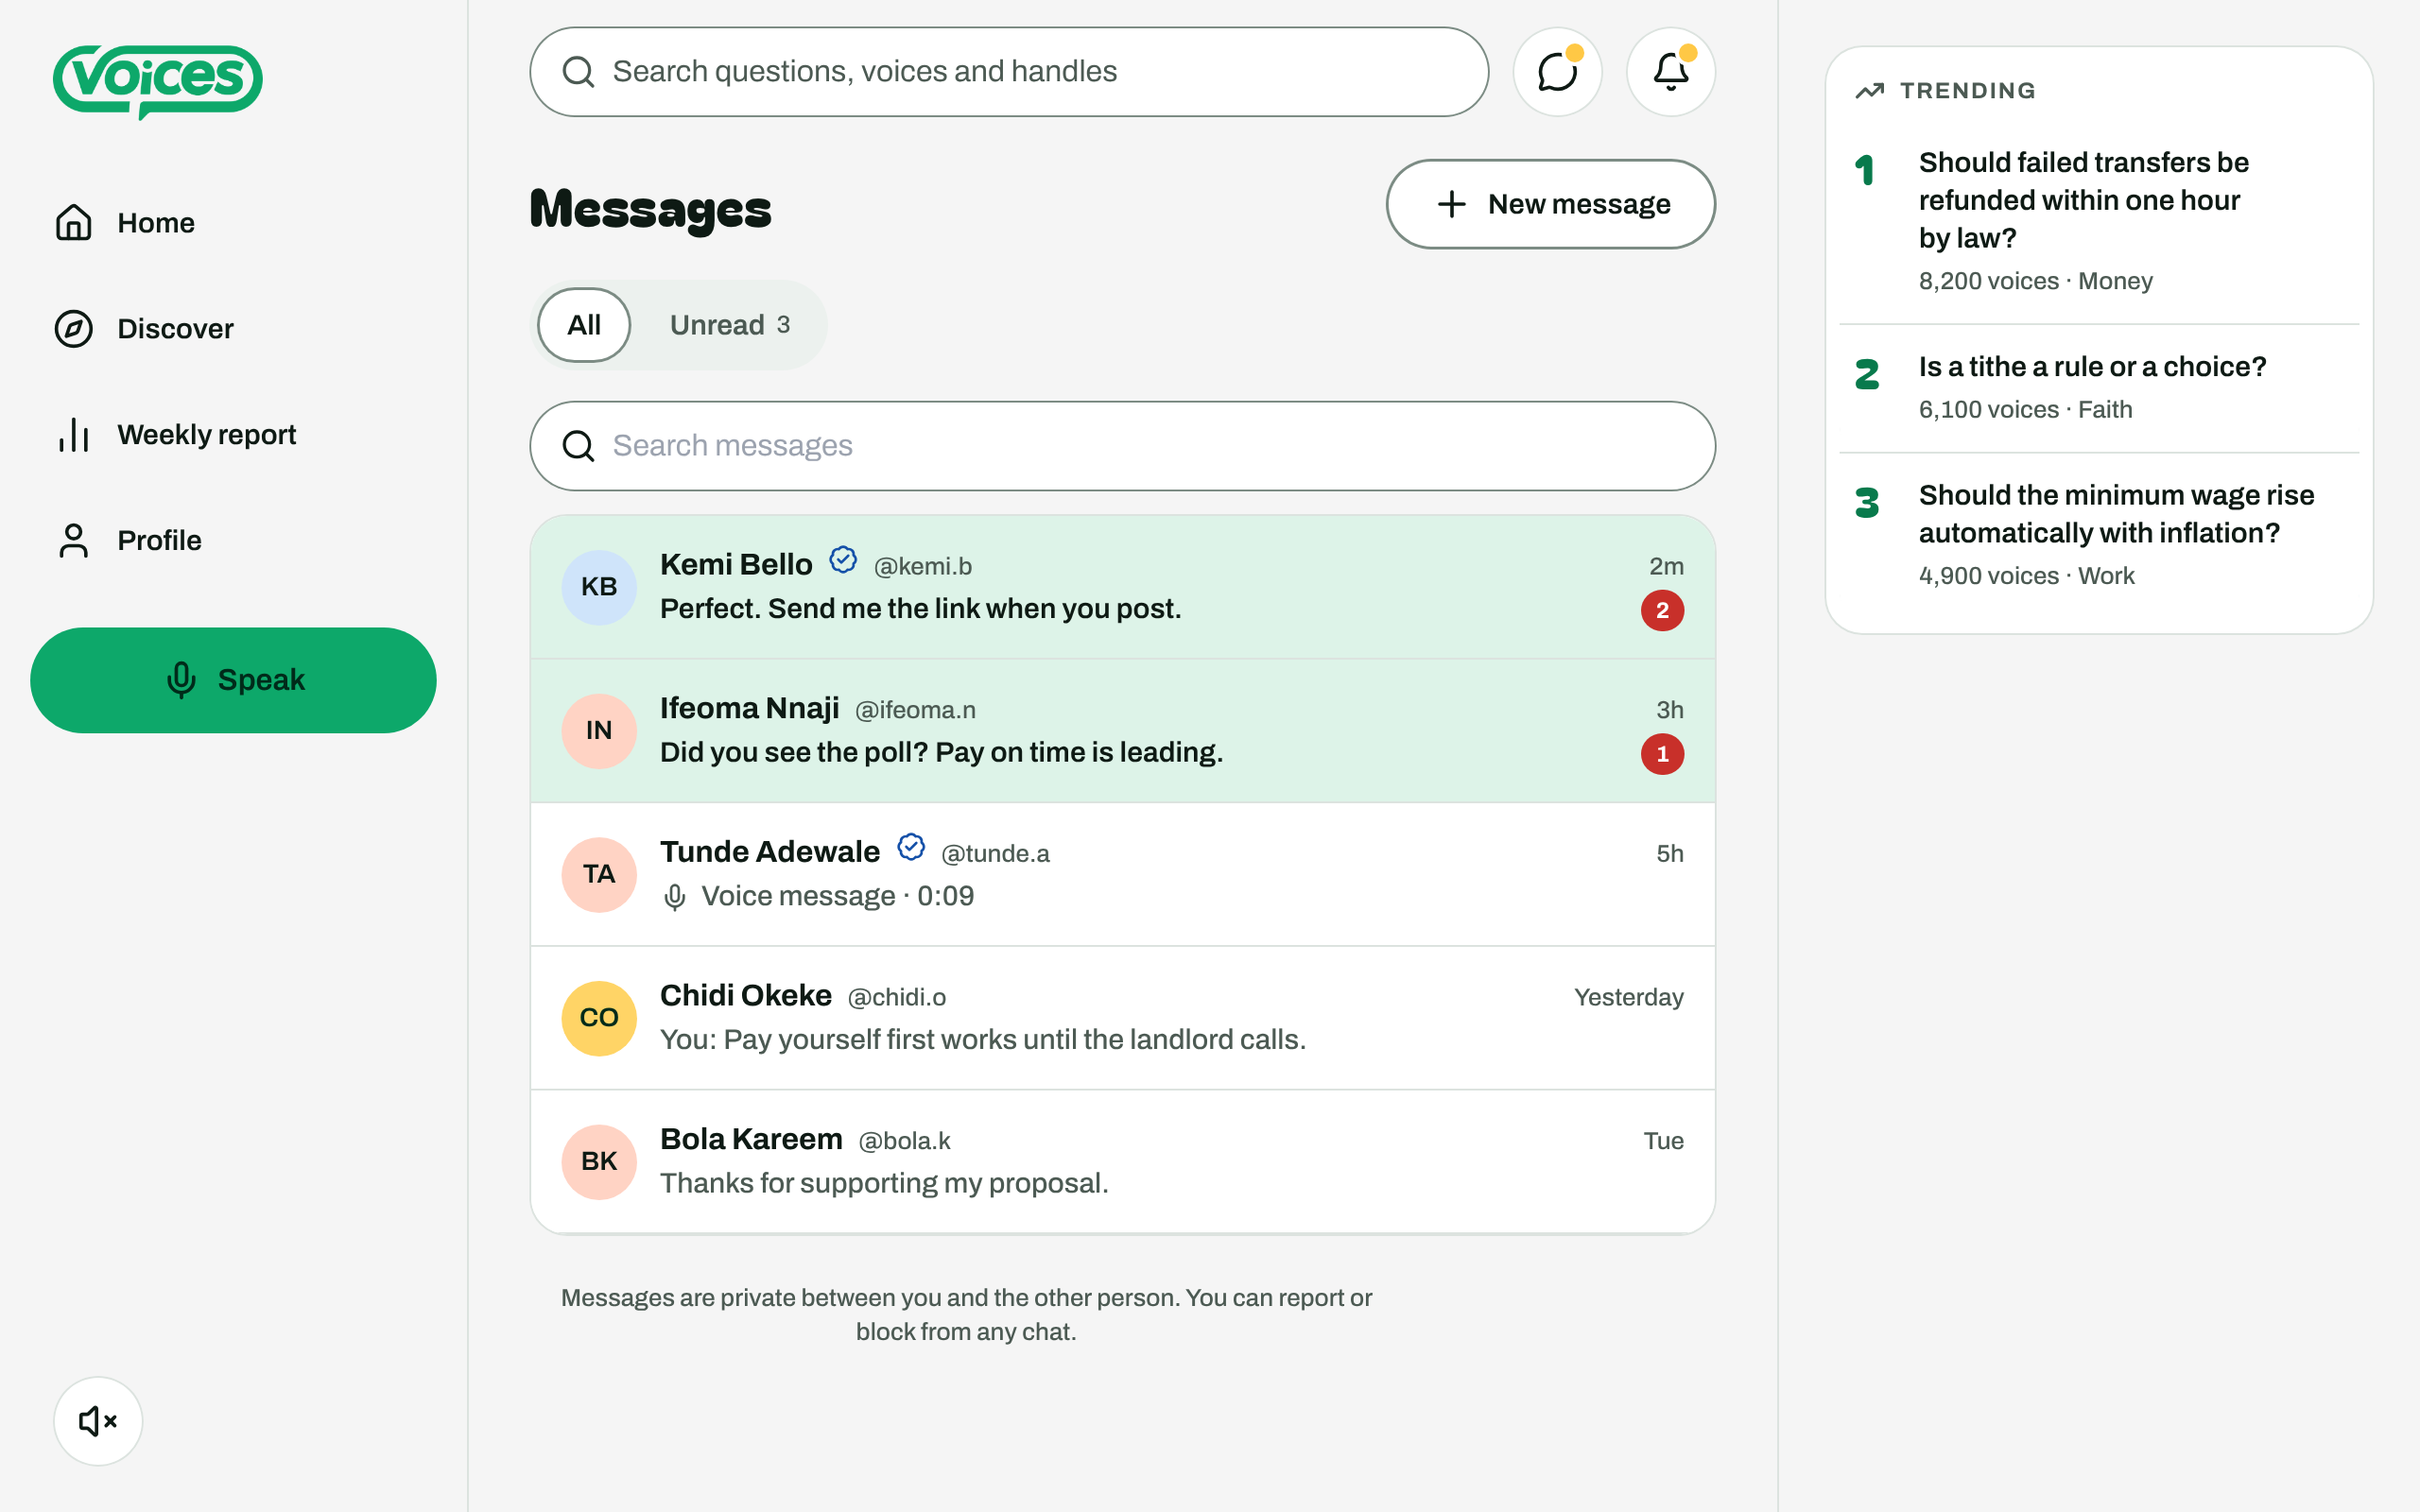 Voices
Home
Discover
Weekly report
Profile
Speak
Search questions, voices and handles
Messages
New message
All
Unread 3
Search messages
KB
Kemi Bello @kemi.b 2m
Perfect. Send me the link when you post. 2
IN
Ifeoma Nnaji @ifeoma.n 3h
Did you see the poll? Pay on time is leading. 1
TA
Tunde Adewale @tunde.a 5h
Voice message · 0:09
CO
Chidi Okeke @chidi.o Yesterday
You: Pay yourself first works until the landlord calls.
BK
Bola Kareem @bola.k Tue
Thanks for supporting my proposal.
Messages are private between you and the other person. You can report or
block from any chat.
TRENDING
1
Should failed transfers be
refunded within one hour
by law?
8,200 voices · Money
2
Is a tithe a rule or a choice?
6,100 voices · Faith
3
Should the minimum wage rise
automatically with inflation?
4,900 voices · Work